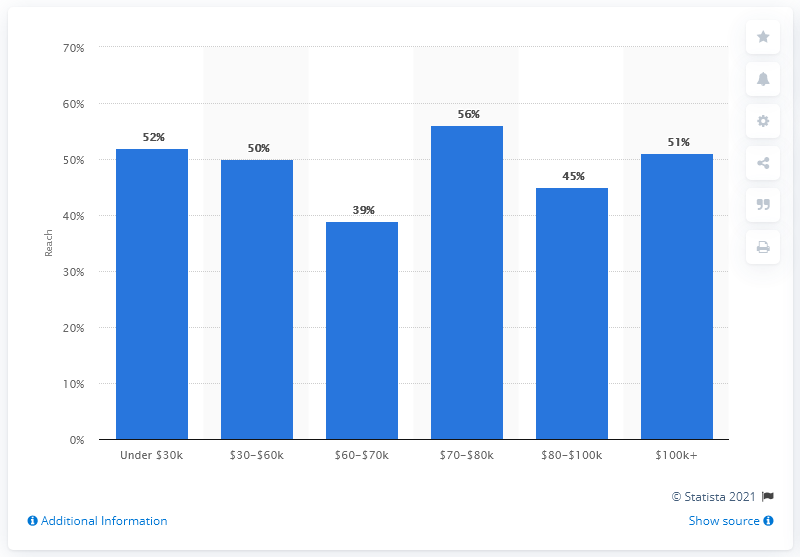 70%
60%
50%
40%
30%
20%
10%
0%
Reach
52%
50%
39%
56%
45%
51%
Under $30k
$30–$60k
$60–$70k
$70–$80k
$80–$100k
$100k+
© Statista 2021
Additional Information
Show source